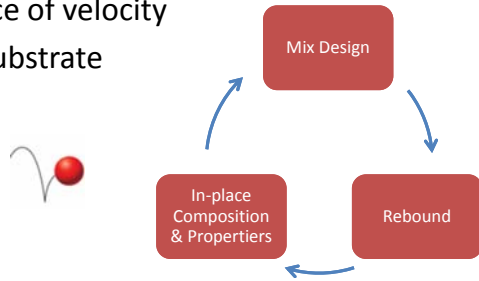 ce of velocity
ubstrate
Mix Design
In-place
Composition
& Propertiers
Rebound